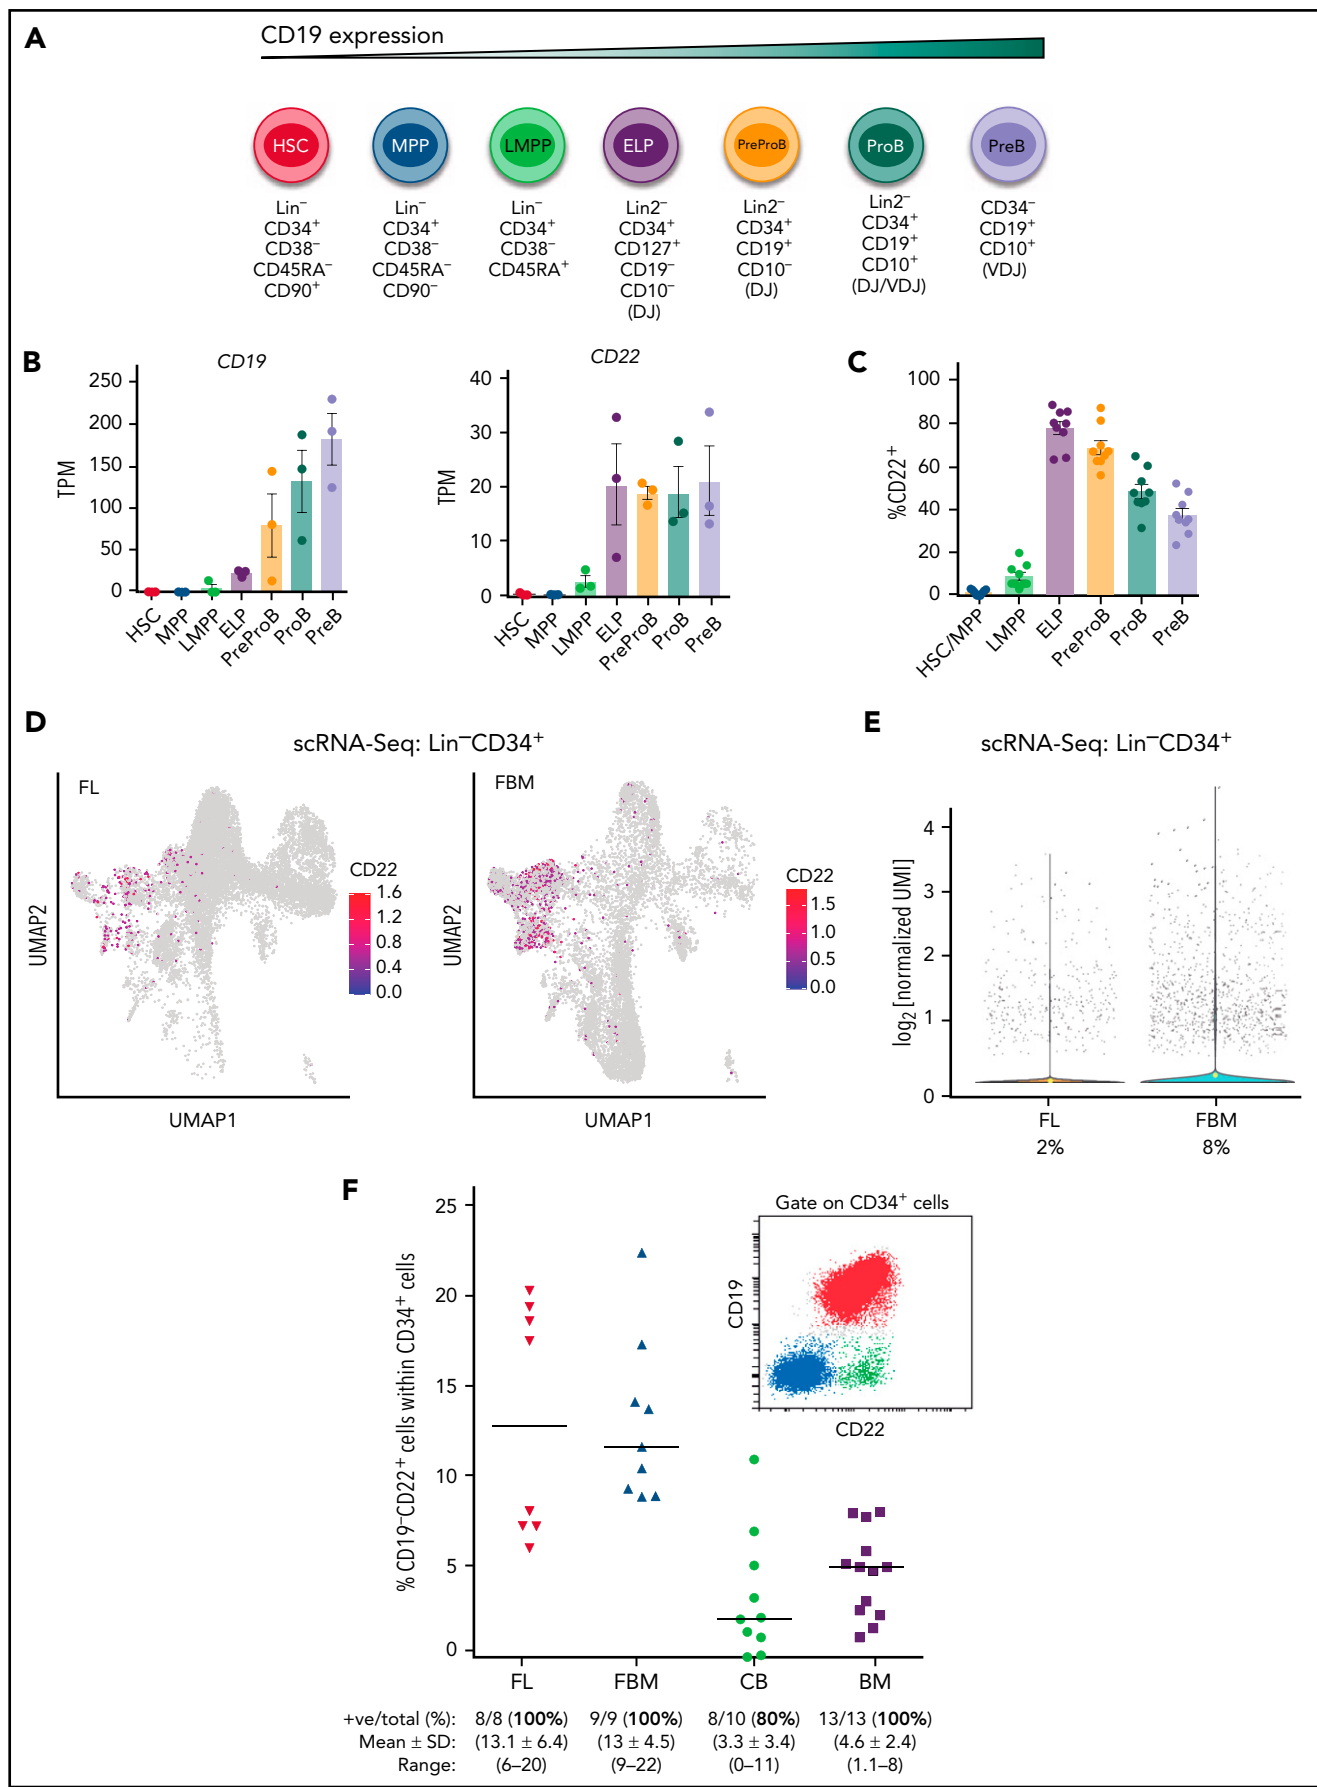 A
CD19 expression
HSC
MPP
LMPP
ELP
PreProB
ProB
PreB
Lin⁻
CD34⁺
CD38⁻
CD45RA⁻
CD90⁺
Lin⁻
CD34⁺
CD38⁻
CD45RA⁻
CD90⁻
Lin⁻
CD34⁺
CD38⁻
CD45RA⁺
Lin2⁻
CD34⁺
CD127⁺
CD19⁻
CD10⁻
(DJ)
Lin2⁻
CD34⁺
CD19⁺
CD10⁻
(DJ)
Lin2⁻
CD34⁺
CD19⁺
CD10⁺
(DJ/VDJ)
CD34⁻
CD19⁺
CD10⁺
(VDJ)
B
CD19
TPM
250
200
150
100
50
0
HSC
MPP
LMPP
ELP
PreProB
ProB
PreB
CD22
TPM
40
30
20
10
0
HSC
MPP
LMPP
ELP
PreProB
ProB
PreB
C
%CD22⁺
100
80
60
40
20
0
HSC/MPP
LMPP
ELP
PreProB
ProB
PreB
D
scRNA-Seq: Lin⁻CD34⁺
FL
UMAP2
UMAP1
CD22
1.6
1.2
0.8
0.4
0.0
FBM
UMAP2
UMAP1
CD22
1.5
1.0
0.5
0.0
E
scRNA-Seq: Lin⁻CD34⁺
log₂ [normalized UMI]
4
3
2
1
0
FL
FBM
2%
8%
F
% CD19⁻CD22⁺ cells within CD34⁺ cells
25
20
15
10
5
0
Gate on CD34⁺ cells
CD19
CD22
FL
FBM
CB
BM
+ve/total (%): 8/8 (100%) 9/9 (100%) 8/10 (80%) 13/13 (100%)
Mean ± SD: (13.1 ± 6.4) (13 ± 4.5) (3.3 ± 3.4) (4.6 ± 2.4)
Range: (6–20) (9–22) (0–11) (1.1–8)